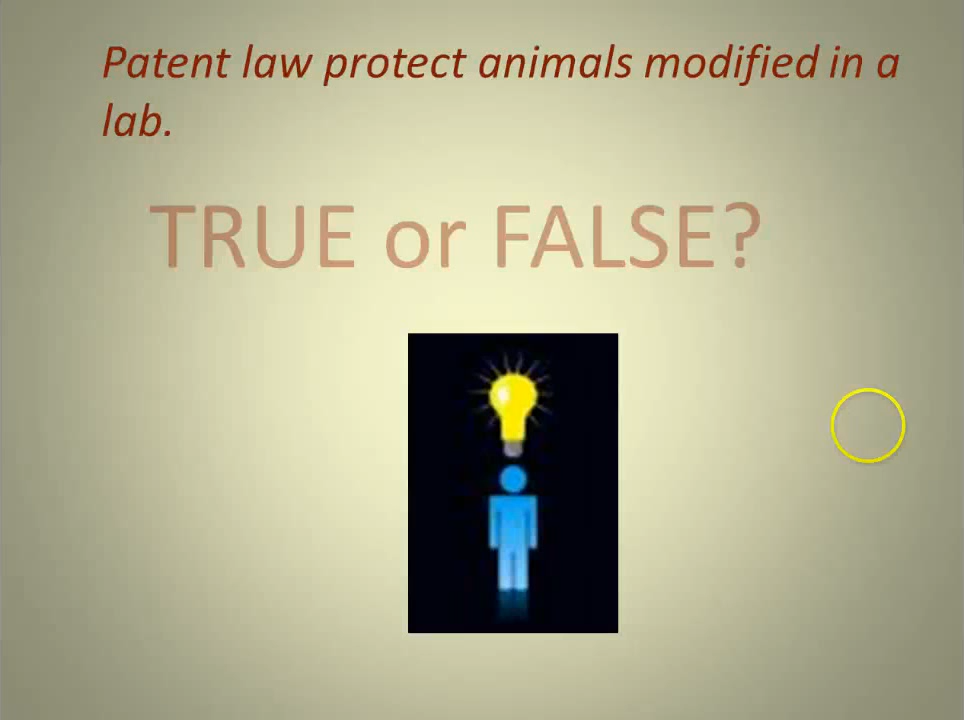 Patent law protect animals modified in a
lab.
TRUE or FALSE?